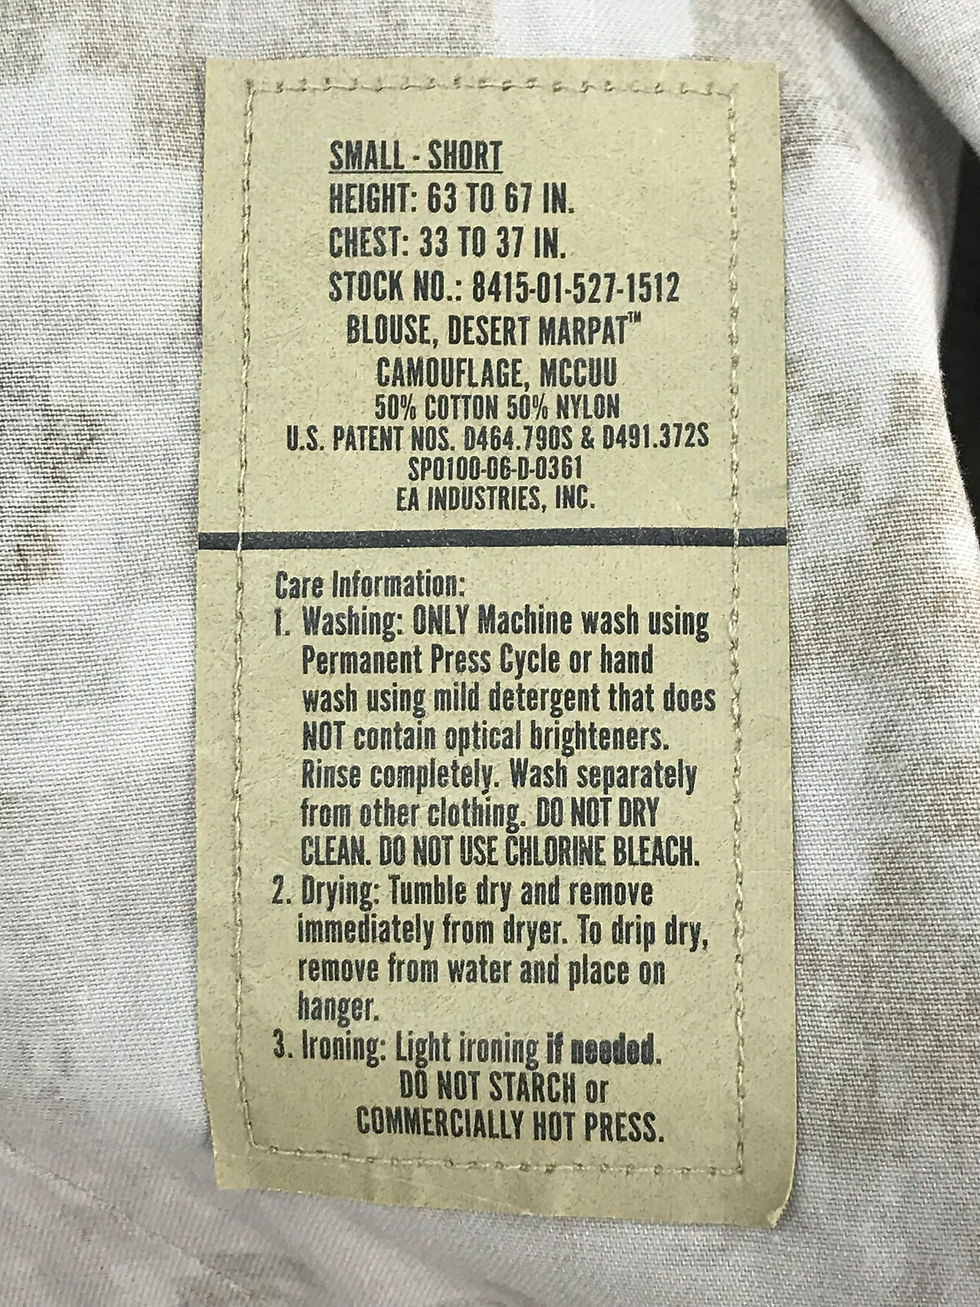 SMALL - SHORT
HEIGHT: 63 TO 67 IN.
CHEST: 33 TO 37 IN.
STOCK NO.: 8415-01-527-1512
BLOUSE, DESERT MARPAT™
CAMOUFLAGE, MCCUU
50% COTTON 50% NYLON
U.S. PATENT NOS. D464.790S & D491.372S
SP0100-06-D-0361
EA INDUSTRIES, INC.
Care Information:
1. Washing: ONLY Machine wash using
Permanent Press Cycle or hand
wash using mild detergent that does
NOT contain optical brighteners.
Rinse completely. Wash separately
from other clothing. DO NOT DRY
CLEAN. DO NOT USE CHLORINE BLEACH.
2. Drying: Tumble dry and remove
immediately from dryer. To drip dry,
remove from water and place on
hanger.
3. Ironing: Light ironing if needed.
DO NOT STARCH or
COMMERCIALLY HOT PRESS.